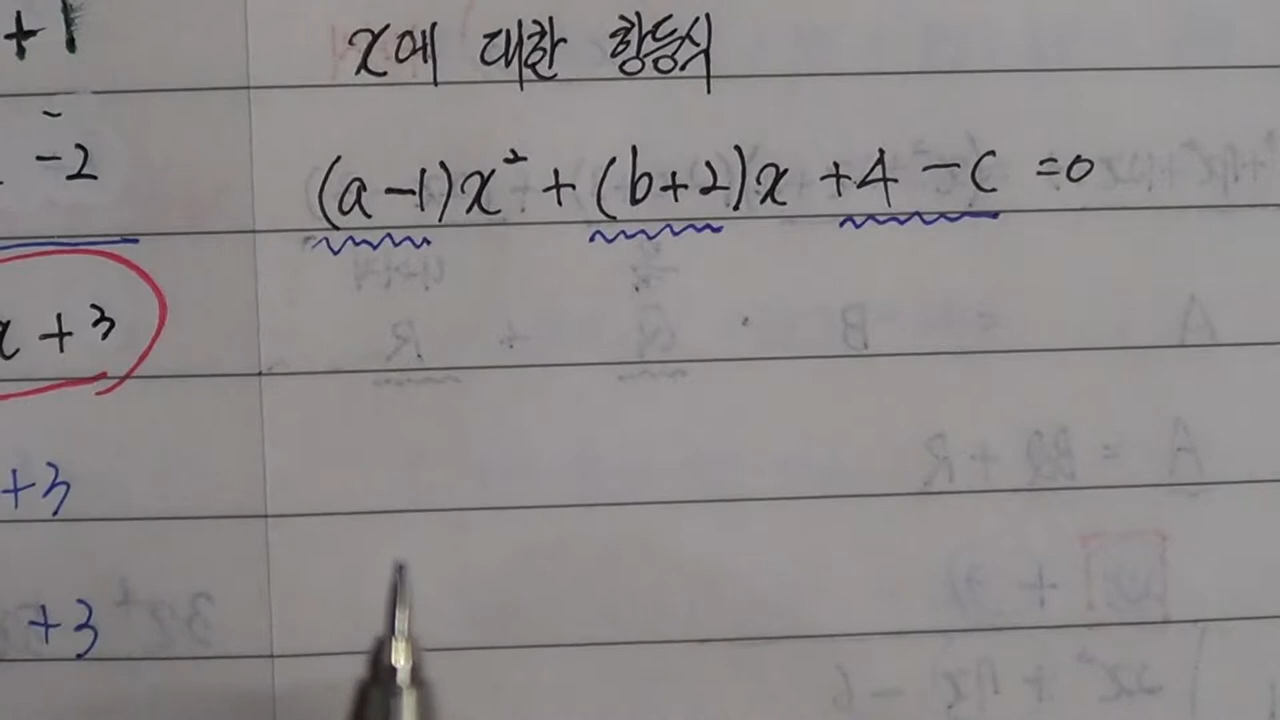 +1
x에 대한 항등식
-2
(a-1)x² + (b+2)x +4 -c =0
x +3
+3
+3